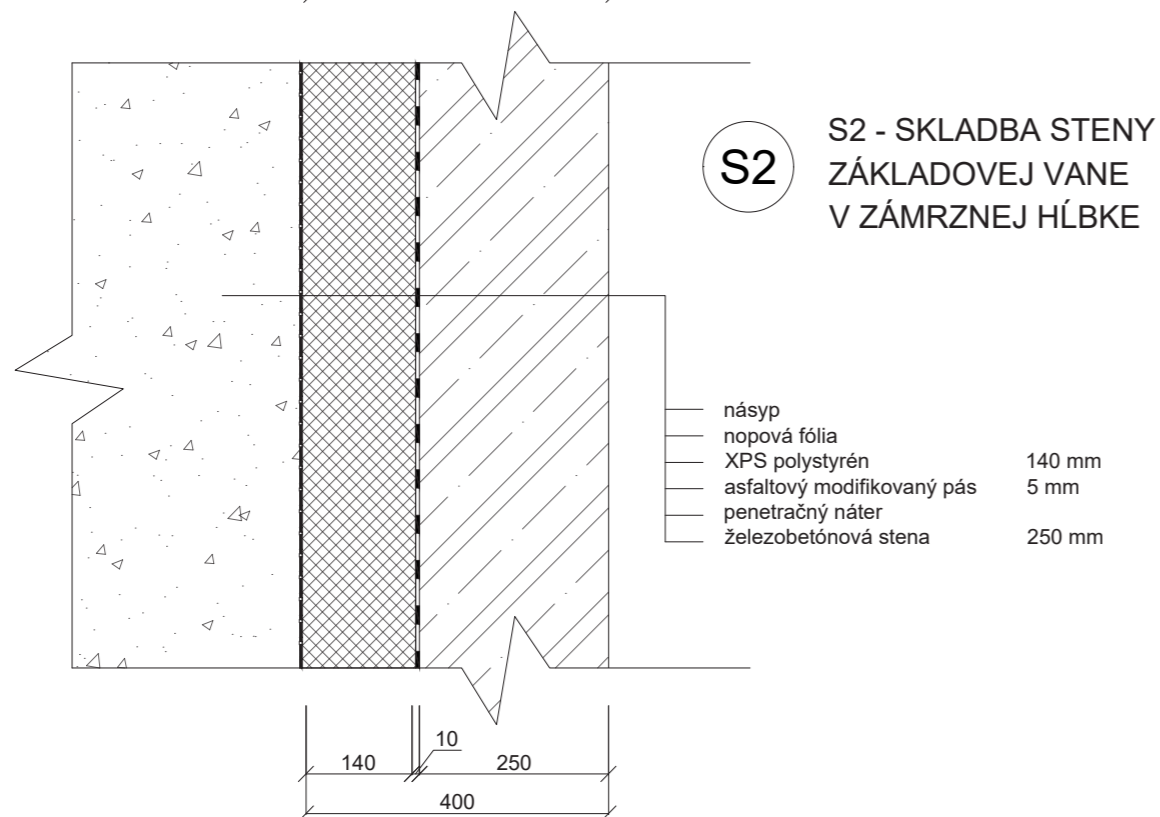 S2
S2 - SKLADBA STENY
ZÁKLADOVEJ VANE
V ZÁMRZNEJ HĹBKE
násyp
nopová fólia
XPS polystyrén 140 mm
asfaltový modifikovaný pás 5 mm
penetračný náter
železobetónová stena 250 mm
10
140 250
400